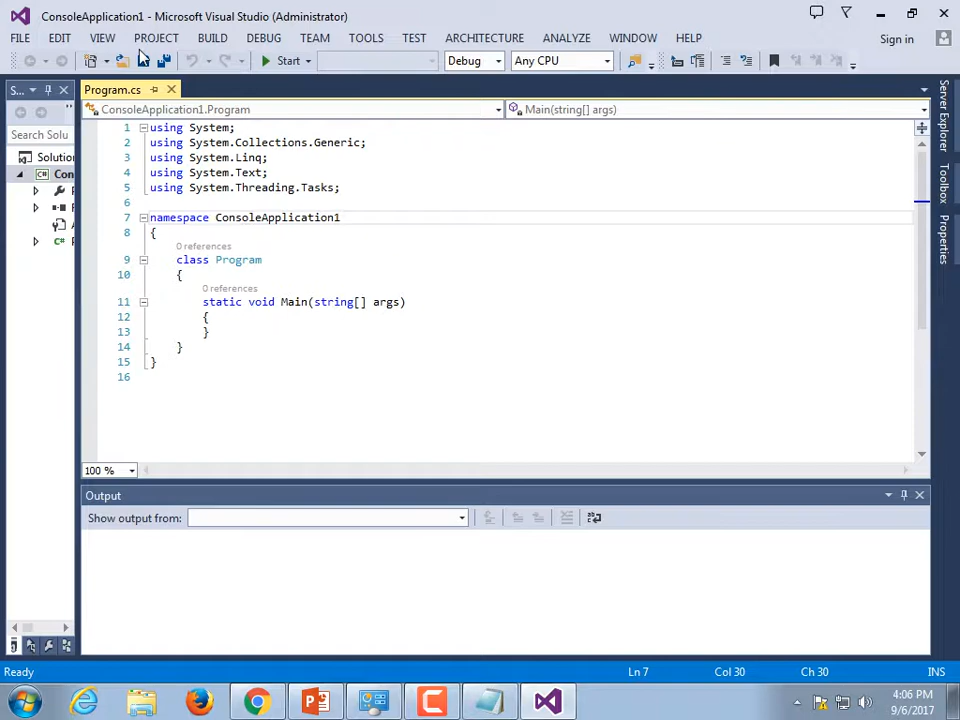 ConsoleApplication1 - Microsoft Visual Studio (Administrator)
FILE EDIT VIEW PROJECT BUILD DEBUG TEAM TOOLS TEST ARCHITECTURE ANALYZE WINDOW HELP Sign in
Start Debug Any CPU
S... Program.cs
ConsoleApplication1.Program Main(string[] args)
Search Solu
Solution
Con
1 using System;
2 using System.Collections.Generic;
3 using System.Linq;
4 using System.Text;
5 using System.Threading.Tasks;
6
7 namespace ConsoleApplication1
8 {
0 references
9 class Program
10 {
0 references
11 static void Main(string[] args)
12 {
13 }
14 }
15 }
16
100 %
Output
Show output from:
Server Explorer
Toolbox
Properties
Ready Ln 7 Col 30 Ch 30 INS
4:06 PM
9/6/2017